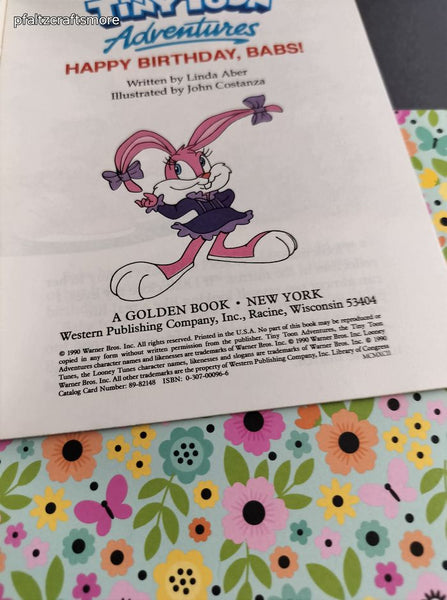 pfaltzcraftsmore
TINY TOON
Adventures
HAPPY BIRTHDAY, BABS!
Written by Linda Aber
Illustrated by John Costanza
A GOLDEN BOOK • NEW YORK
Western Publishing Company, Inc., Racine, Wisconsin 53404
© 1990 Warner Bros. Inc. All rights reserved. Printed in the U.S.A. No part of this book may be reproduced or
copied in any form without written permission from the publisher. Tiny Toon Adventures, the Tiny Toon
Adventures character names and likenesses are trademarks of Warner Bros. Inc. © 1990 Warner Bros. Inc. Looney
Tunes, the Looney Tunes character names, likenesses and slogans are trademarks of Warner Bros. Inc. © 1990
Warner Bros. Inc. All other trademarks are the property of Western Publishing Company, Inc. Library of Congress
Catalog Card Number: 89-82148 ISBN: 0-307-00096-6 MCMXCII